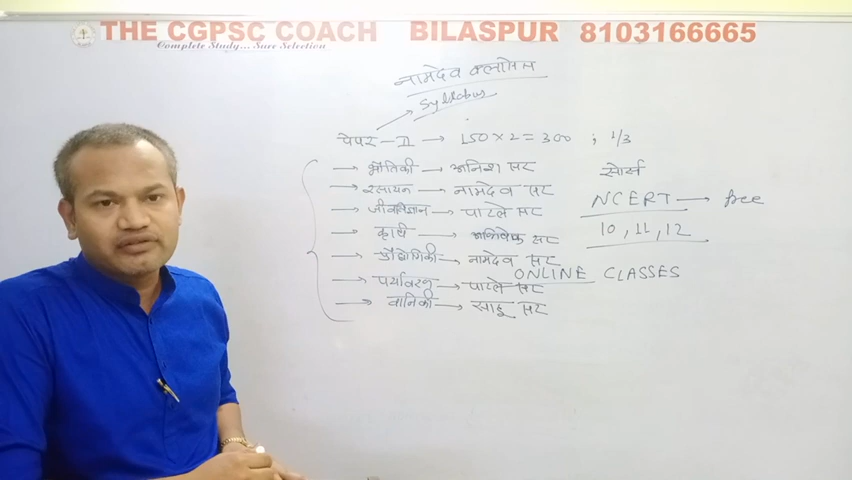 THE CGPSC COACH BILASPUR 8103166665
Complete Study... Sure Selection
नामदेव क्लासेस
Syllabus
पेपर - II → 150 × 2 = 300 ; 1/3
→ भौतिकी → अनिश सर
→ रसायन → नामदेव सर
→ जीवविज्ञान → पाटले सर
→ कृषि → अभिषेक सर
→ प्रौद्योगिकी → नामदेव सर
→ पर्यावरण → पाटले सर
→ वानिकी → साहू सर
सोर्स
NCERT → free
10, 11, 12
ONLINE CLASSES